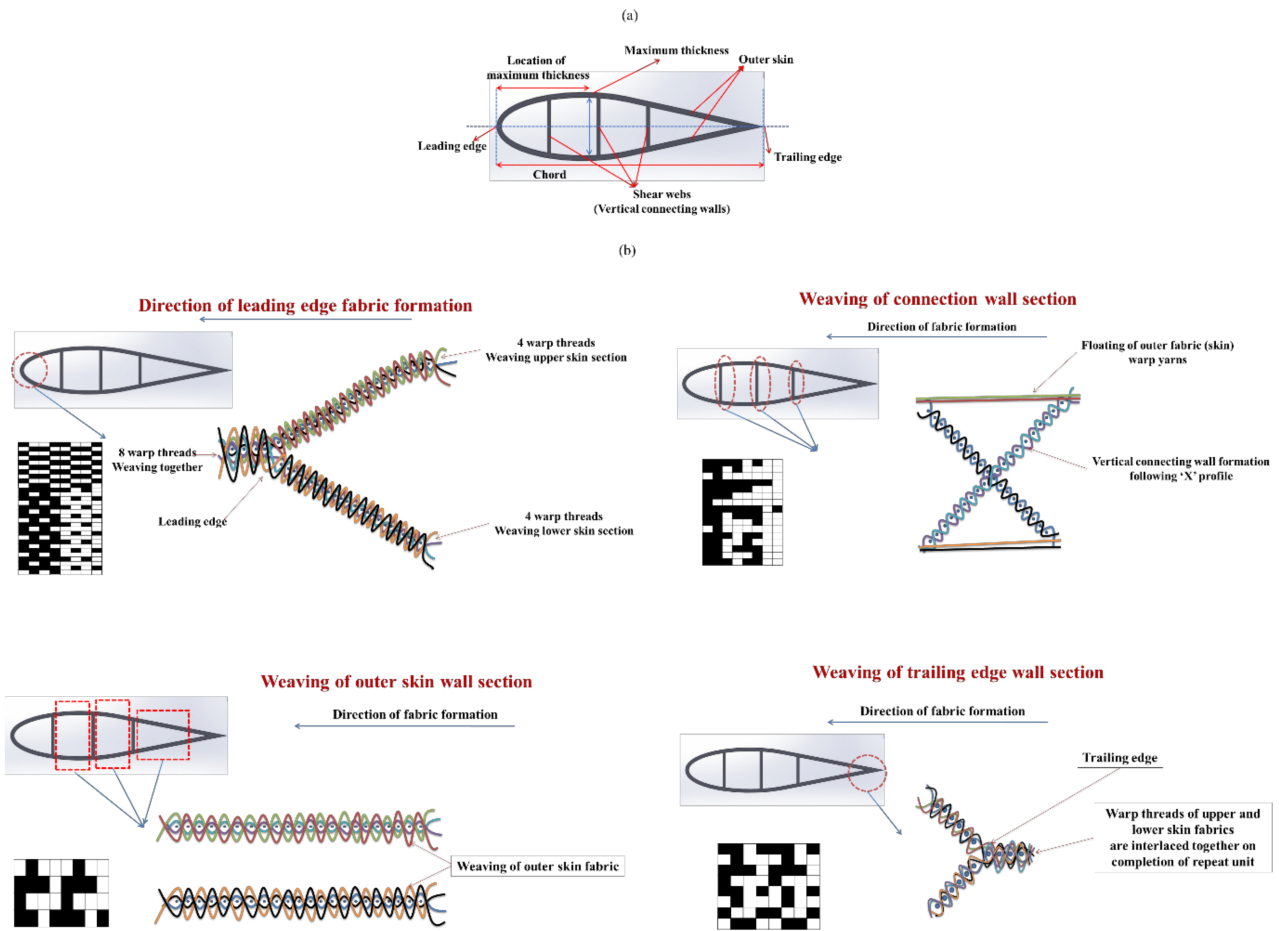 (a)
Maximum thickness
Location of
maximum thickness
Outer skin
Leading edge
Trailing edge
Chord
Shear webs
(Vertical connecting walls)
(b)
Direction of leading edge fabric formation
4 warp threads
Weaving upper skin section
8 warp threads
Weaving together
Leading edge
4 warp threads
Weaving lower skin section
Weaving of connection wall section
Direction of fabric formation
Floating of outer fabric (skin)
warp yarns
Vertical connecting wall formation
following ‘X’ profile
Weaving of outer skin wall section
Direction of fabric formation
Weaving of outer skin fabric
Weaving of trailing edge wall section
Direction of fabric formation
Trailing edge
Warp threads of upper and
lower skin fabrics
are interlaced together on
completion of repeat unit